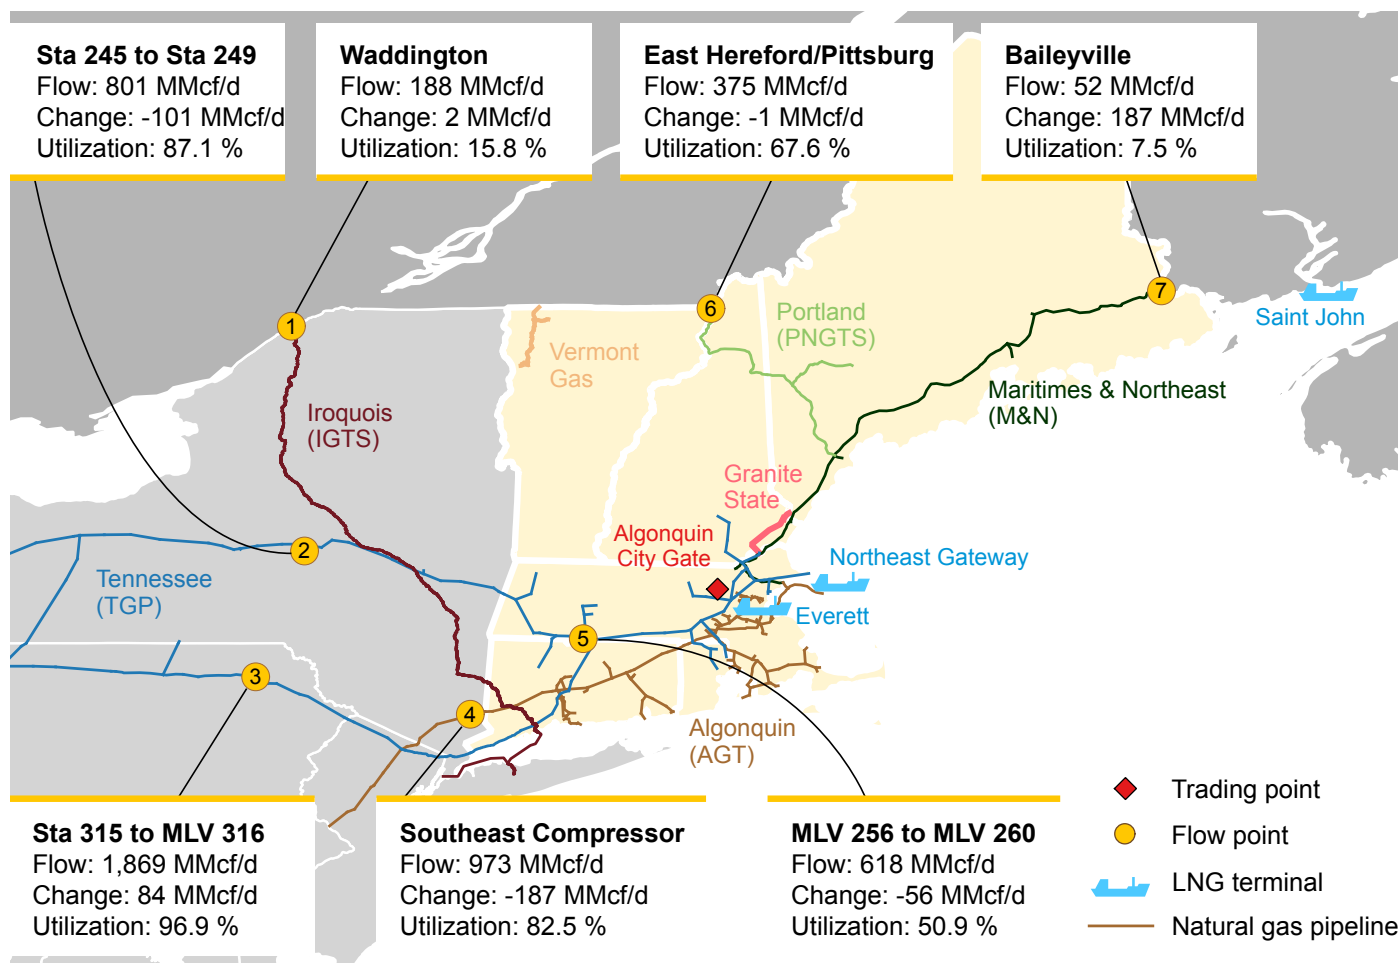 Sta 245 to Sta 249
Flow: 801 MMcf/d
Change: -101 MMcf/d
Utilization: 87.1 %
Waddington
Flow: 188 MMcf/d
Change: 2 MMcf/d
Utilization: 15.8 %
East Hereford/Pittsburg
Flow: 375 MMcf/d
Change: -1 MMcf/d
Utilization: 67.6 %
Baileyville
Flow: 52 MMcf/d
Change: 187 MMcf/d
Utilization: 7.5 %
7
6
1
Saint John
Portland
(PNGTS)
Vermont
Gas
Maritimes & Northeast
(M&N)
Iroquois
(IGTS)
Granite
State
Algonquin
City Gate
2
Northeast Gateway
Tennessee
(TGP)
Everett
5
3
4
Algonquin
(AGT)
Sta 315 to MLV 316
Flow: 1,869 MMcf/d
Change: 84 MMcf/d
Utilization: 96.9 %
Southeast Compressor
Flow: 973 MMcf/d
Change: -187 MMcf/d
Utilization: 82.5 %
MLV 256 to MLV 260
Flow: 618 MMcf/d
Change: -56 MMcf/d
Utilization: 50.9 %
Trading point
Flow point
LNG terminal
Natural gas pipeline